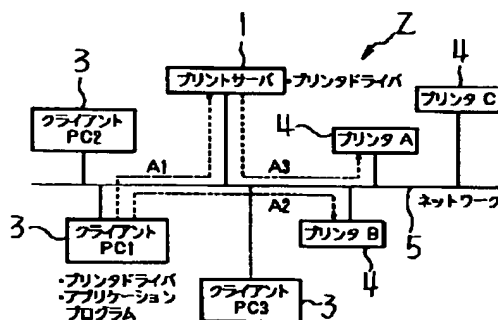 1
Z
プリントサーバ
・プリンタドライバ
4
プリンタ C
3
クライアント
PC2
4
プリンタ A
A1
A3
ネットワーク
A2
5
3
クライアント
PC1
プリンタ B
4
・プリンタドライバ
・アプリケーション
プログラム
クライアント
PC3
3